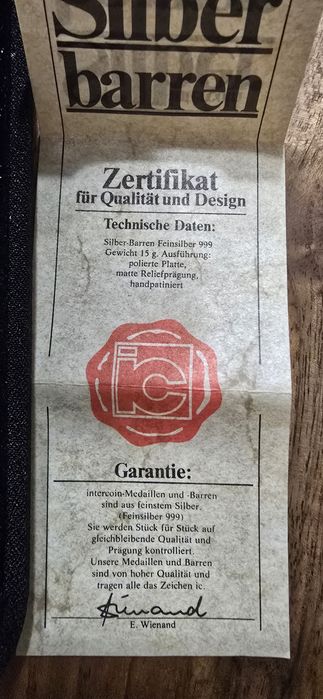 Silber
barren
Zertifikat
für Qualität und Design
Technische Daten:
Silber-Barren Feinsilber 999
Gewicht 15 g. Ausführung:
polierte Platte,
matte Reliefprägung,
handpatiniert
ic
Garantie:
intercoin-Medaillen und -Barren
sind aus feinstem Silber.
(Feinsilber 999)
Sie werden Stück für Stück auf
gleichbleibende Qualität und
Prägung kontrolliert.
Unsere Medaillen und Barren
sind von hoher Qualität und
tragen alle das Zeichen ic.
E. Wienand